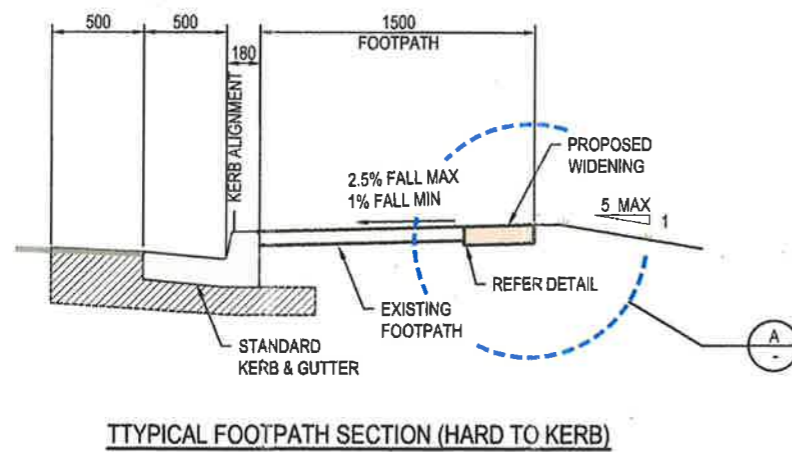 500
500
180
1500
FOOTPATH
KERB ALIGNMENT
2.5% FALL MAX
1% FALL MIN
PROPOSED
WIDENING
5 MAX
1
REFER DETAIL
EXISTING
FOOTPATH
STANDARD
KERB & GUTTER
A
-
TTYPICAL FOOTPATH SECTION (HARD TO KERB)